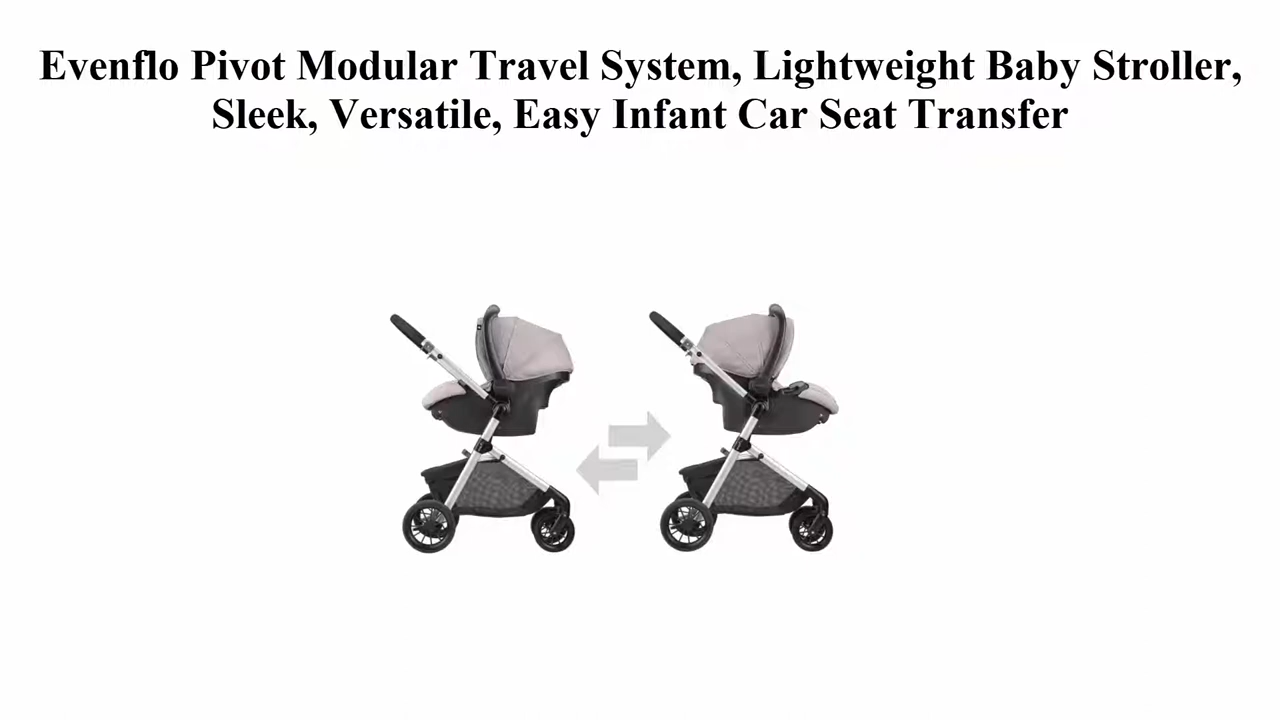 Evenflo Pivot Modular Travel System, Lightweight Baby Stroller,
Sleek, Versatile, Easy Infant Car Seat Transfer